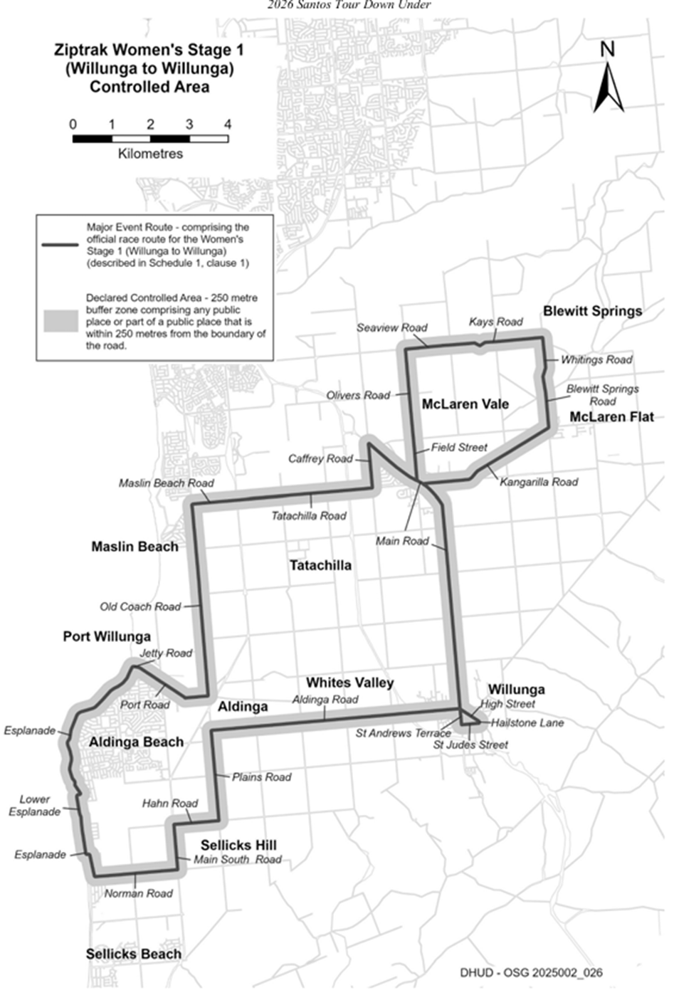 2026 Santos Tour Down Under
Ziptrak Women's Stage 1
(Willunga to Willunga)
Controlled Area
N
0 1 2 3 4
Kilometres
Major Event Route - comprising the
official race route for the Women's
Stage 1 (Willunga to Willunga)
(described in Schedule 1, clause 1)
Declared Controlled Area - 250 metre
buffer zone comprising any public
place or part of a public place that is
within 250 metres from the boundary of
the road.
Blewitt Springs
Kays Road
Seaview Road
Whitings Road
Blewitt Springs
Road
Olivers Road
McLaren Vale
McLaren Flat
Field Street
Caffrey Road
Kangarilla Road
Maslin Beach Road
Tatachilla Road
Main Road
Maslin Beach
Tatachilla
Old Coach Road
Port Willunga
Jetty Road
Whites Valley
Willunga
Port Road
Aldinga
Aldinga Road
High Street
Hailstone Lane
Esplanade
St Andrews Terrace
Aldinga Beach
St Judes Street
Plains Road
Lower
Esplanade
Hahn Road
Sellicks Hill
Esplanade
Main South Road
Norman Road
Sellicks Beach
DHUD - OSG 2025002_026